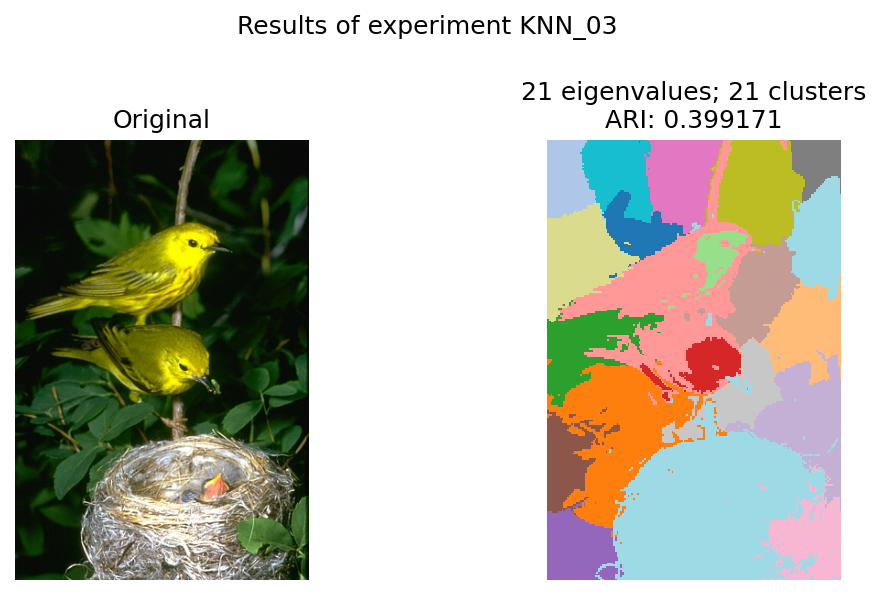 Results of experiment KNN_03
Original
21 eigenvalues; 21 clusters
ARI: 0.399171